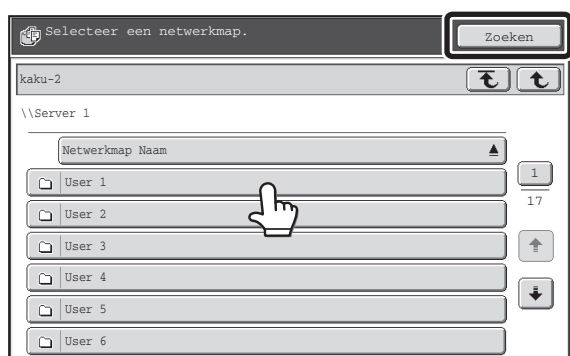 Selecteer een netwerkmap.
Zoeken
kaku-2
\\Server 1
Netwerkmap Naam
User 1
1
17
User 2
User 3
User 4
User 5
User 6